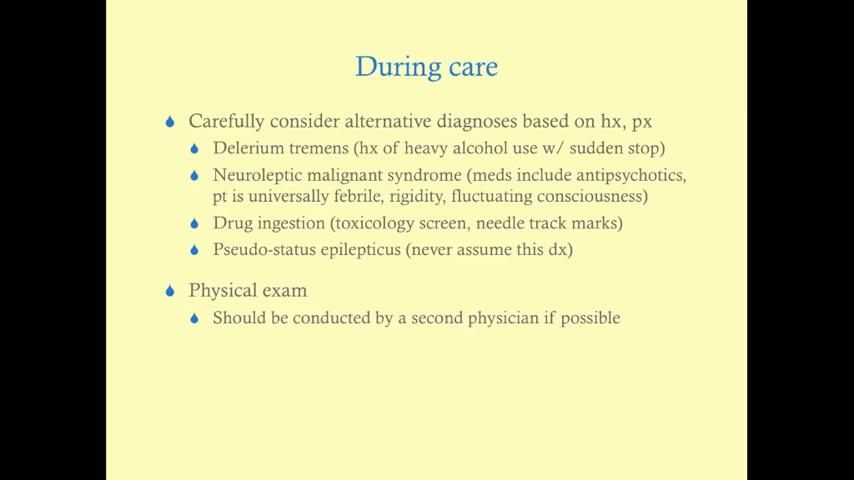 During care
Carefully consider alternative diagnoses based on hx, px
Delerium tremens (hx of heavy alcohol use w/ sudden stop)
Neuroleptic malignant syndrome (meds include antipsychotics,
pt is universally febrile, rigidity, fluctuating consciousness)
Drug ingestion (toxicology screen, needle track marks)
Pseudo-status epilepticus (never assume this dx)
Physical exam
Should be conducted by a second physician if possible